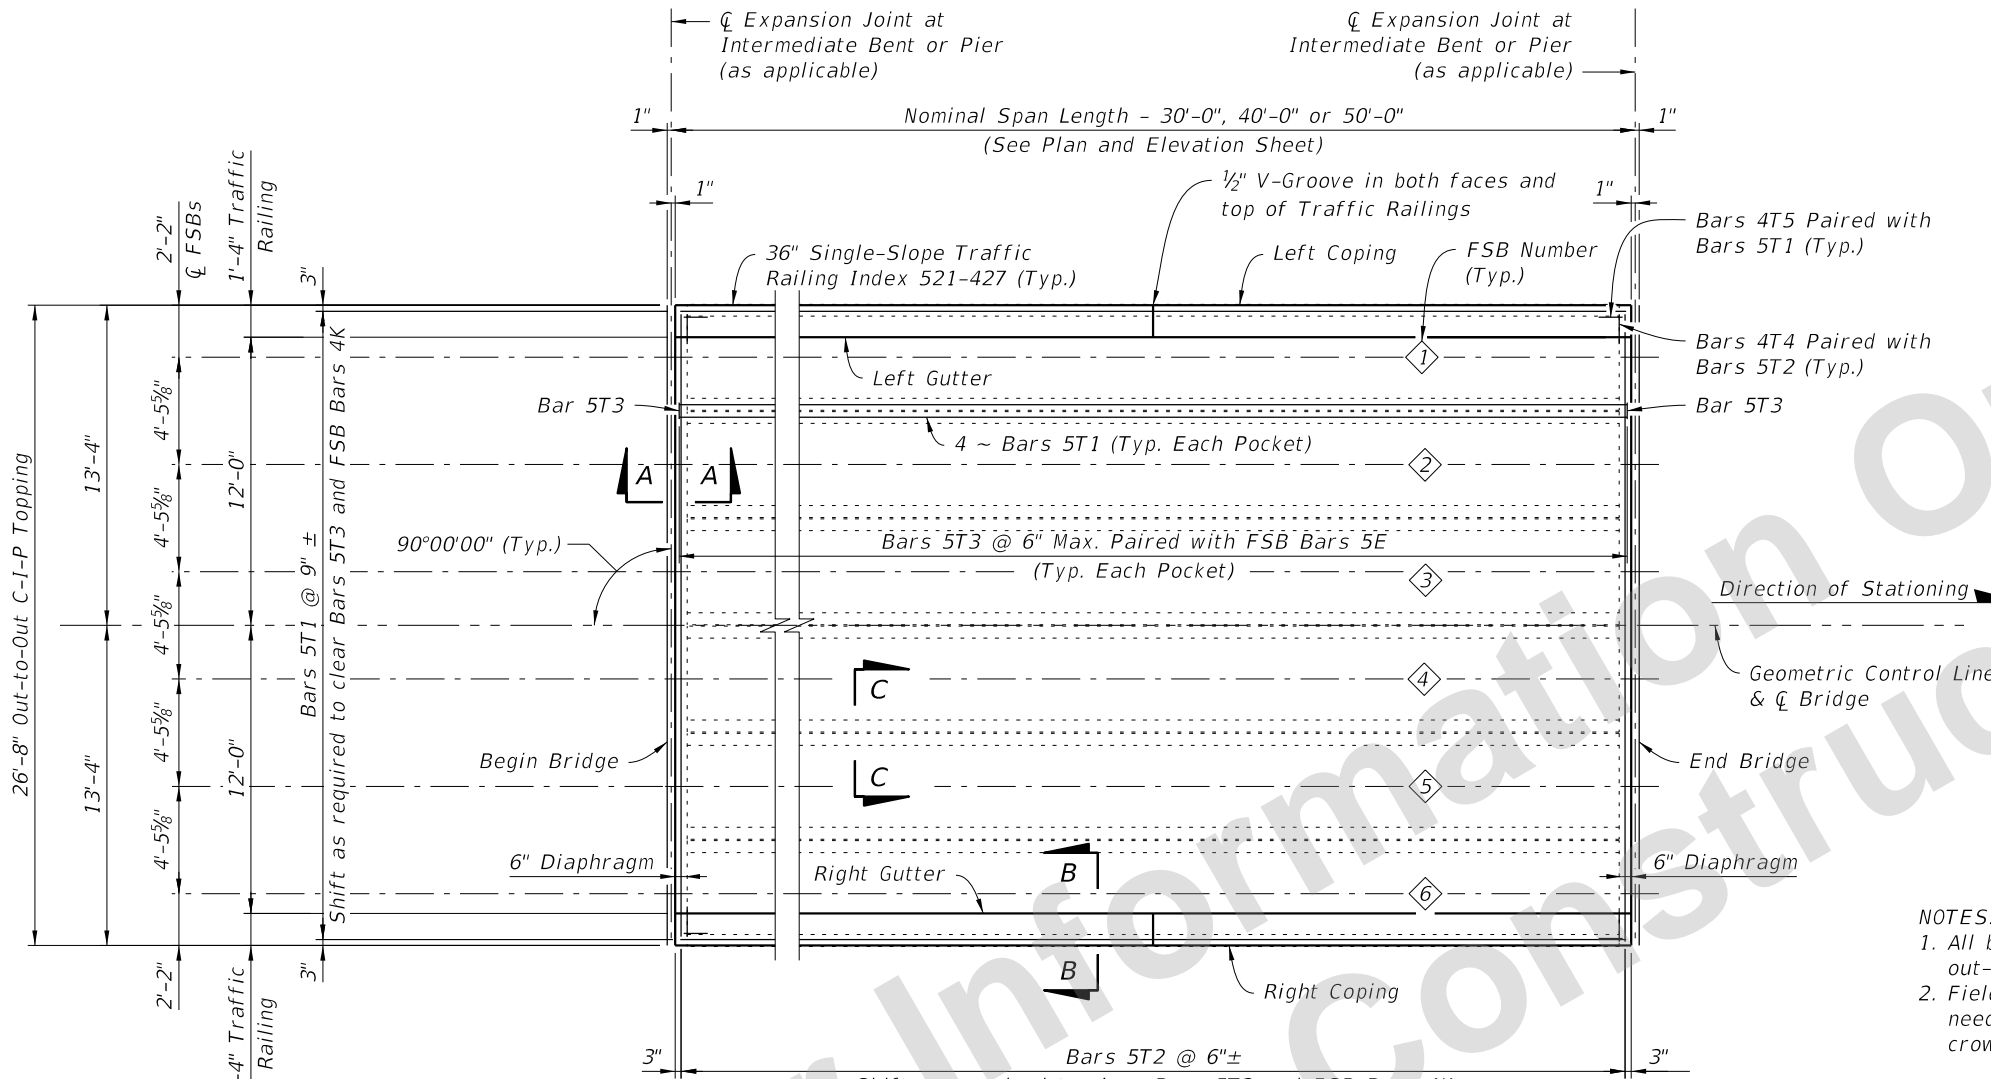 ℄ Expansion Joint at
Intermediate Bent or Pier
(as applicable)
℄ Expansion Joint at
Intermediate Bent or Pier
(as applicable)
1"
Nominal Span Length - 30'-0", 40'-0" or 50'-0"
1"
(See Plan and Elevation Sheet)
1"
½" V-Groove in both faces and
top of Traffic Railings
1"
2'-2"
℄ FSBs
1'-4" Traffic
Railing
3"
36" Single-Slope Traffic
Railing Index 521-427 (Typ.)
Left Coping
FSB Number
(Typ.)
Bars 4T5 Paired with
Bars 5T1 (Typ.)
1
Bars 4T4 Paired with
Bars 5T2 (Typ.)
Left Gutter
Bar 5T3
Bar 5T3
4 ~ Bars 5T1 (Typ. Each Pocket)
A
A
2
90°00'00" (Typ.)
Bars 5T3 @ 6" Max. Paired with FSB Bars 5E
(Typ. Each Pocket)
3
Direction of Stationing
26'-8" Out-to-Out C-I-P Topping
13'-4"
13'-4"
4'-5⅝"
4'-5⅝"
4'-5⅝"
4'-5⅝"
4'-5⅝"
12'-0"
12'-0"
Bars 5T1 @ 9" ±
Shift as required to clear Bars 5T3 and FSB Bars 4K
C
4
Geometric Control Line
& ℄ Bridge
Begin Bridge
C
5
End Bridge
6" Diaphragm
Right Gutter
B
6
6" Diaphragm
B
Right Coping
2'-2"
-4" Traffic
Railing
3"
NOTES:
1. All
out-
2. Field
need
crow
3"
Bars 5T2 @ 6"±
3"
Information
Construc